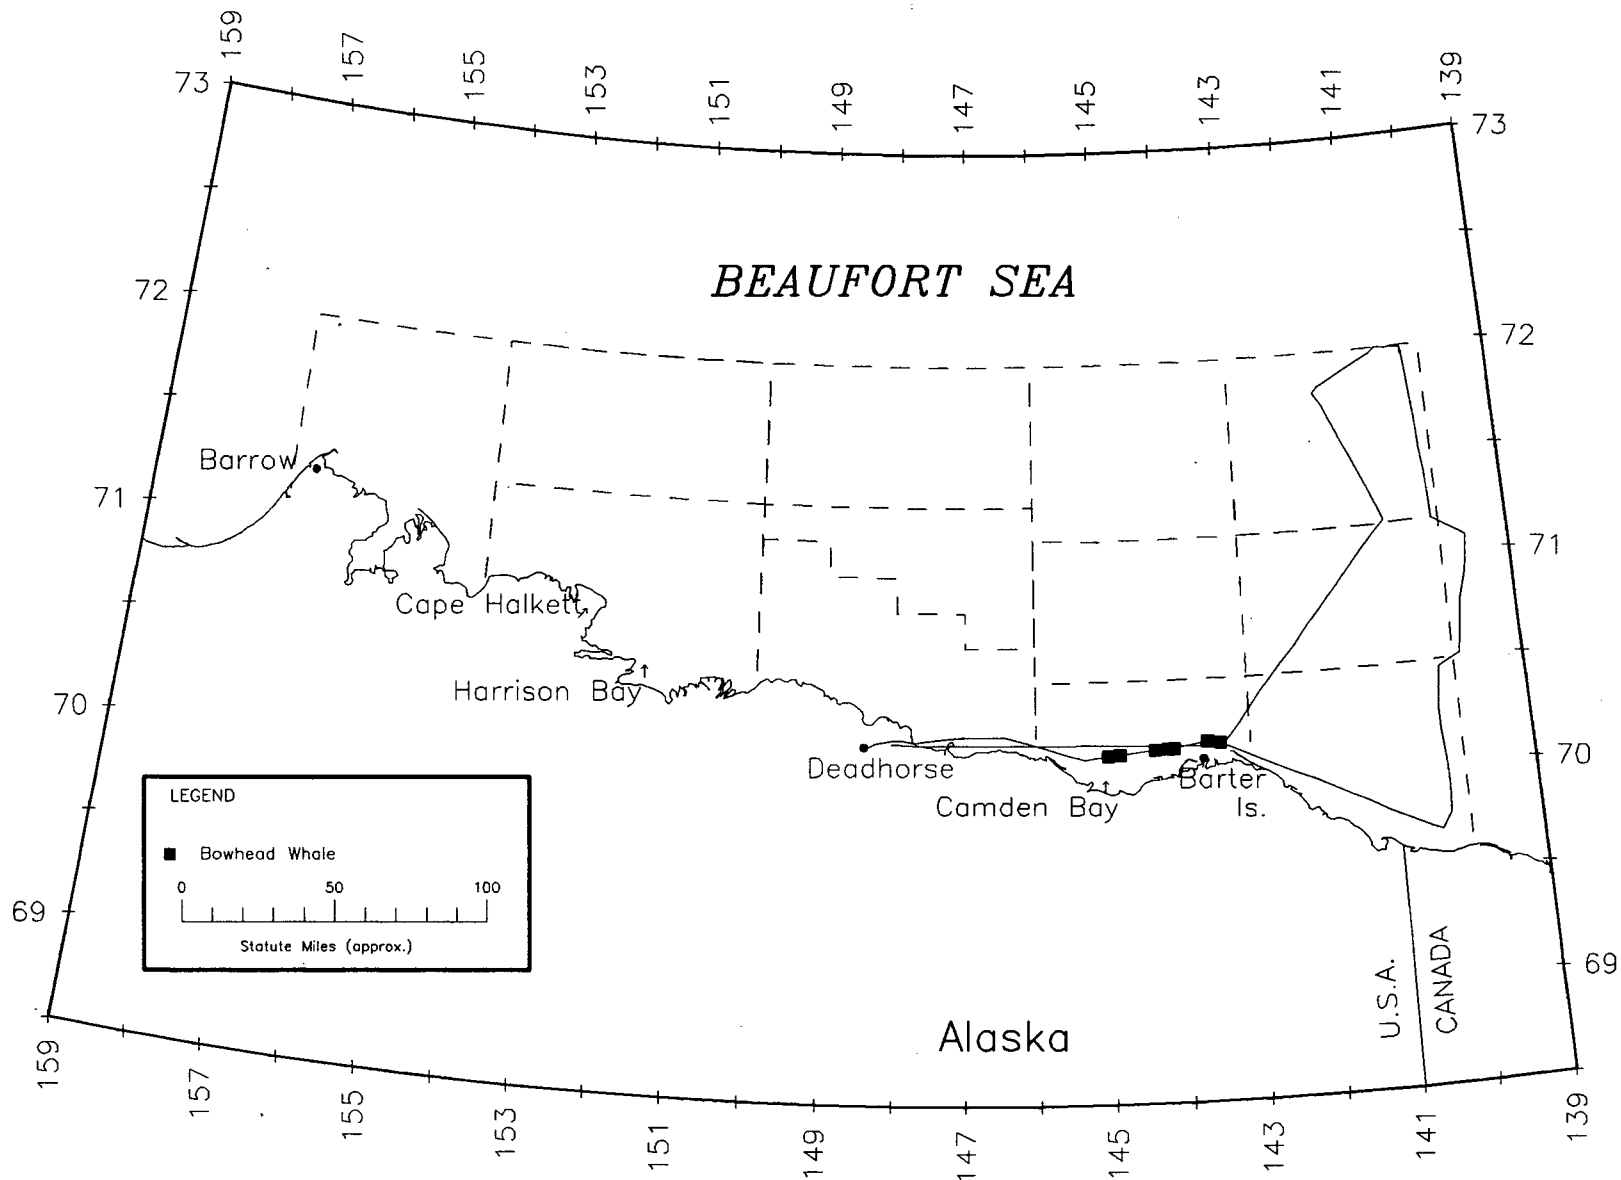 159
157
155
153
151
149
147
145
143
141
139
73
73
BEAUFORT SEA
72
72
Barrow
71
71
Cape Halkett
Harrison Bay
70
70
Deadhorse
Camden Bay
Barter
Is.
LEGEND
Bowhead Whale
0 50 100
Statute Miles (approx.)
69
69
U.S.A.
CANADA
Alaska
159
157
155
153
151
149
147
145
143
141
139